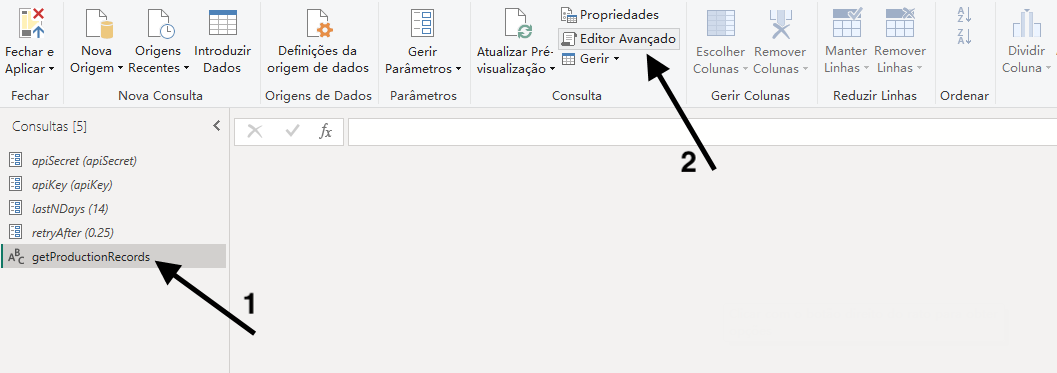 Fechar e
Aplicar
Nova
Origem
Origens
Recentes
Introduzir
Dados
Definições da
origem de dados
Gerir
Parâmetros
Atualizar Pré-
visualização
Propriedades
Editor Avançado
Gerir
Escolher
Colunas
Remover
Colunas
Manter
Linhas
Remover
Linhas
A
Z
Z
A
Dividir
Coluna
Fechar
Nova Consulta
Origens de Dados
Parâmetros
Consulta
Gerir Colunas
Reduzir Linhas
Ordenar
Consultas [5]
fx
apiSecret (apiSecret)
apiKey (apiKey)
lastNDays (14)
retryAfter (0.25)
ABC getProductionRecords
1
2